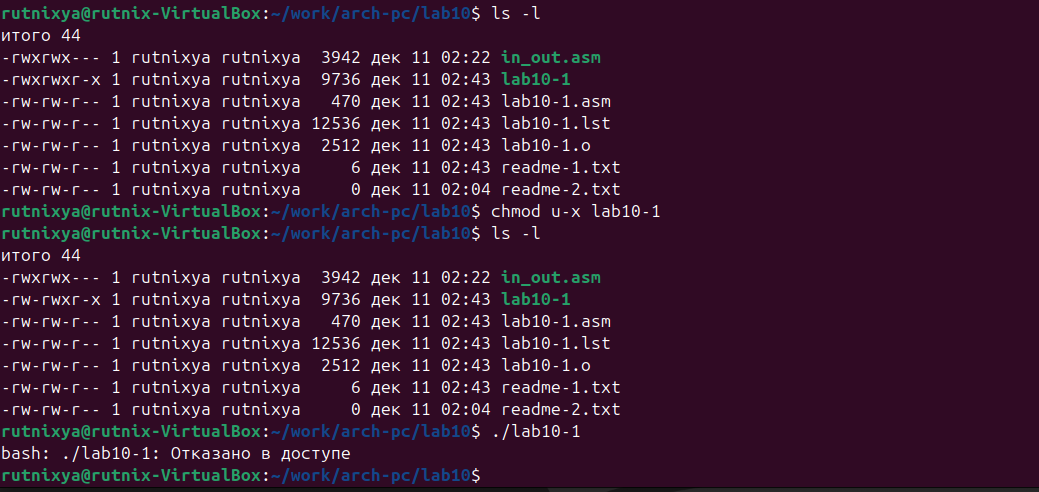 rutnixya@rutnix-VirtualBox:~/work/arch-pc/lab10$ ls -l
итого 44
-rwxrwx--- 1 rutnixya rutnixya  3942 дек 11 02:22 in_out.asm
-rwxrwxr-x 1 rutnixya rutnixya  9736 дек 11 02:43 lab10-1
-rw-rw-r-- 1 rutnixya rutnixya   470 дек 11 02:43 lab10-1.asm
-rw-rw-r-- 1 rutnixya rutnixya 12536 дек 11 02:43 lab10-1.lst
-rw-rw-r-- 1 rutnixya rutnixya  2512 дек 11 02:43 lab10-1.o
-rw-rw-r-- 1 rutnixya rutnixya     6 дек 11 02:43 readme-1.txt
-rw-rw-r-- 1 rutnixya rutnixya     0 дек 11 02:04 readme-2.txt
rutnixya@rutnix-VirtualBox:~/work/arch-pc/lab10$ chmod u-x lab10-1
rutnixya@rutnix-VirtualBox:~/work/arch-pc/lab10$ ls -l
итого 44
-rwxrwx--- 1 rutnixya rutnixya  3942 дек 11 02:22 in_out.asm
-rw-rwxr-x 1 rutnixya rutnixya  9736 дек 11 02:43 lab10-1
-rw-rw-r-- 1 rutnixya rutnixya   470 дек 11 02:43 lab10-1.asm
-rw-rw-r-- 1 rutnixya rutnixya 12536 дек 11 02:43 lab10-1.lst
-rw-rw-r-- 1 rutnixya rutnixya  2512 дек 11 02:43 lab10-1.o
-rw-rw-r-- 1 rutnixya rutnixya     6 дек 11 02:43 readme-1.txt
-rw-rw-r-- 1 rutnixya rutnixya     0 дек 11 02:04 readme-2.txt
rutnixya@rutnix-VirtualBox:~/work/arch-pc/lab10$ ./lab10-1
bash: ./lab10-1: Отказано в доступе
rutnixya@rutnix-VirtualBox:~/work/arch-pc/lab10$